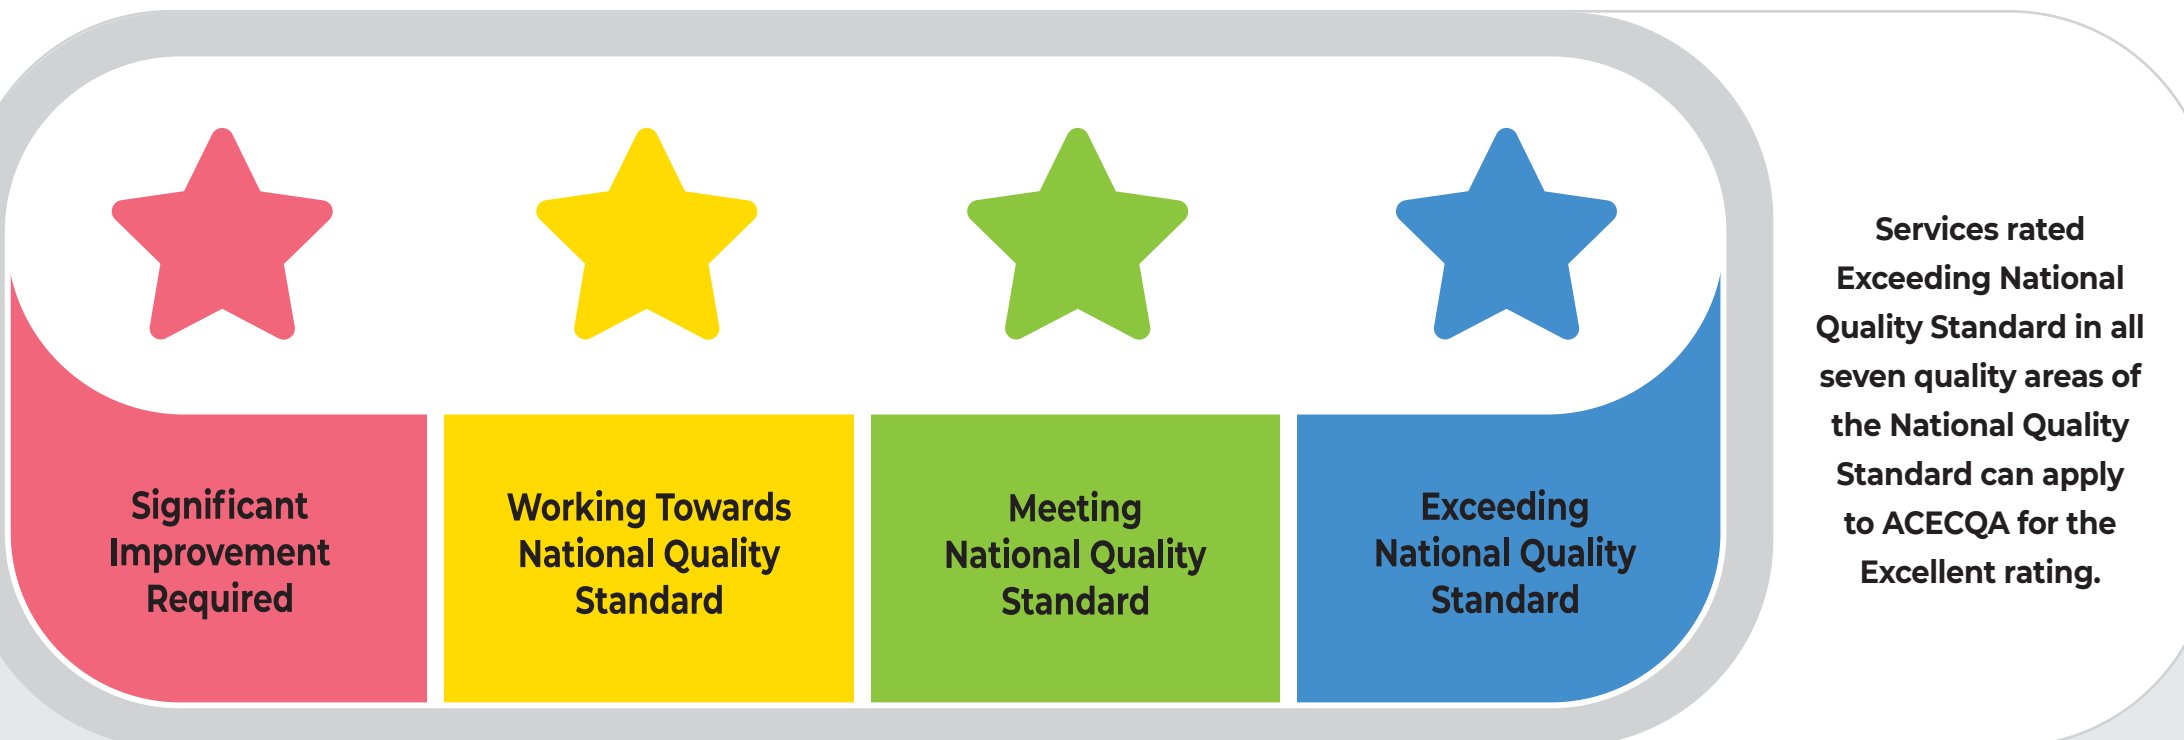 Significant
Improvement
Required
Working Towards
National Quality
Standard
Meeting
National Quality
Standard
Exceeding
National Quality
Standard
Services rated
Exceeding National
Quality Standard in all
seven quality areas of
the National Quality
Standard can apply
to ACECQA for the
Excellent rating.